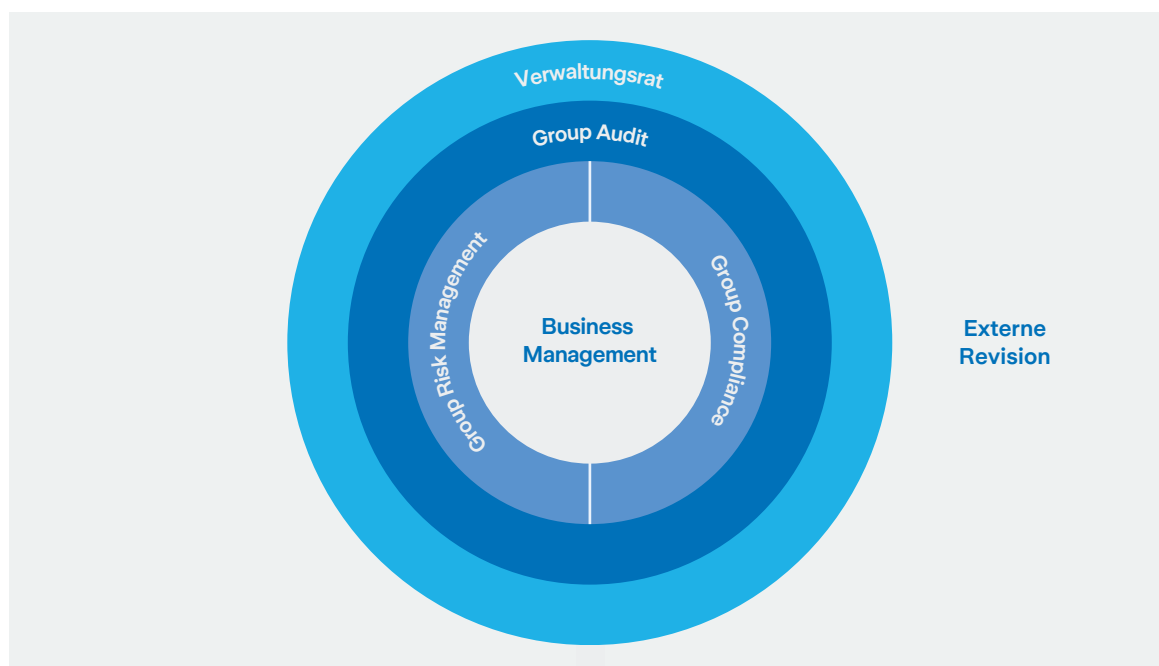 Verwaltungsrat
Group Audit
Group Risk Management
Group Compliance
Business
Management
Externe
Revision